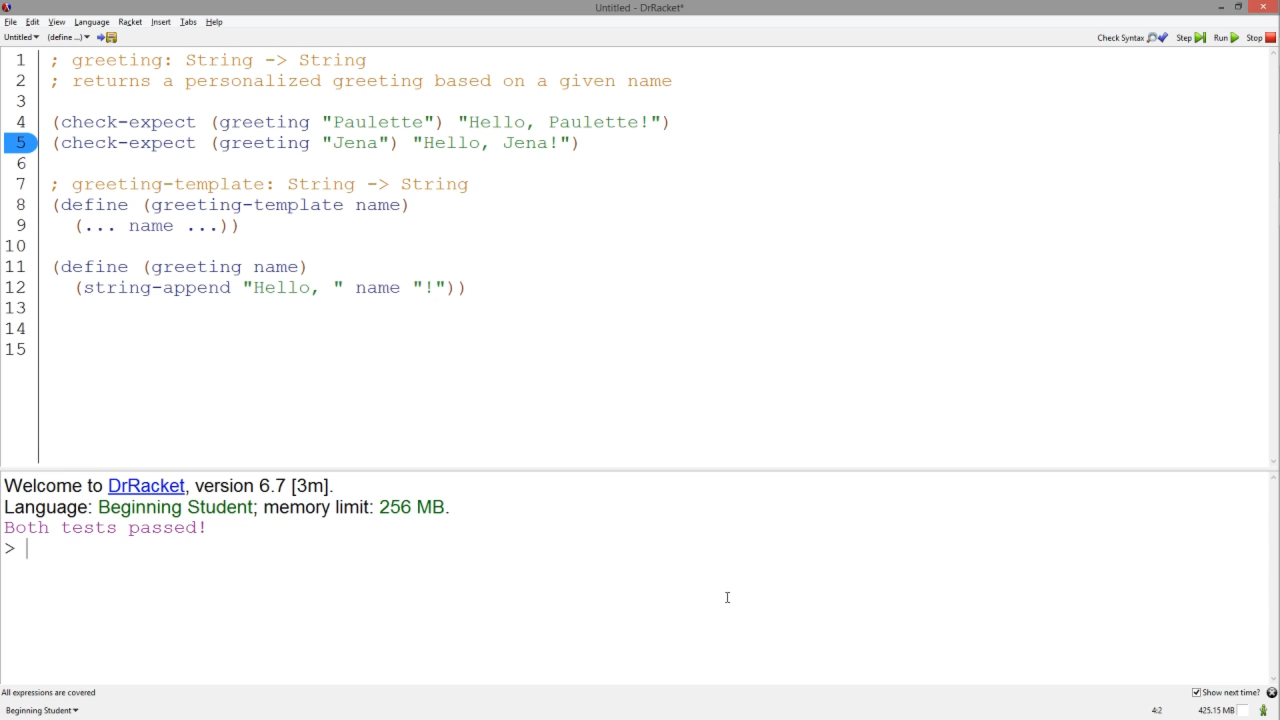 Untitled - DrRacket*
File Edit View Language Racket Insert Tabs Help
Untitled▾ (define ...)▾ Check Syntax Step Run Stop
1 ; greeting: String -> String
2 ; returns a personalized greeting based on a given name
3
4 (check-expect (greeting "Paulette") "Hello, Paulette!")
5 (check-expect (greeting "Jena") "Hello, Jena!")
6
7 ; greeting-template: String -> String
8 (define (greeting-template name)
9 (... name ...))
10
11 (define (greeting name)
12 (string-append "Hello, " name "!"))
13
14
15
Welcome to DrRacket, version 6.7 [3m].
Language: Beginning Student; memory limit: 256 MB.
Both tests passed!
>
All expressions are covered Show next time?
Beginning Student▾ 4:2 425.15 MB